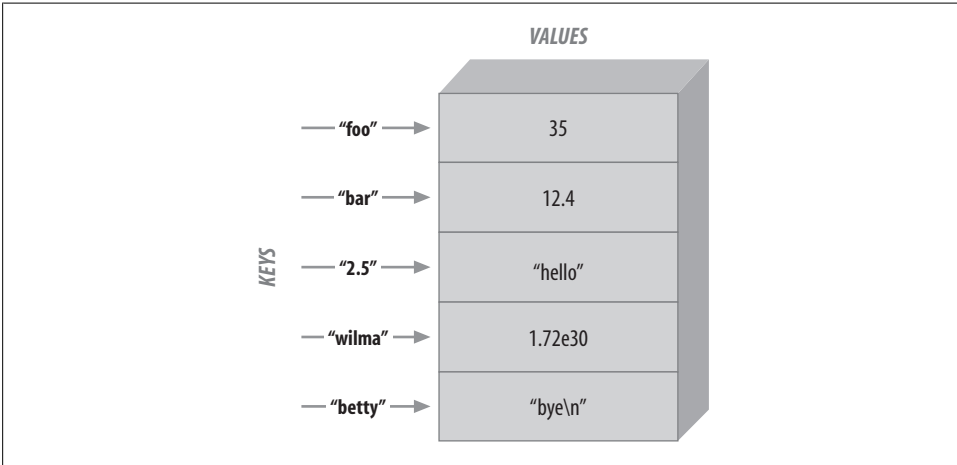 VALUES
“foo” 35
“bar” 12.4
KEYS
“2.5” “hello”
“wilma” 1.72e30
“betty” “bye\n”